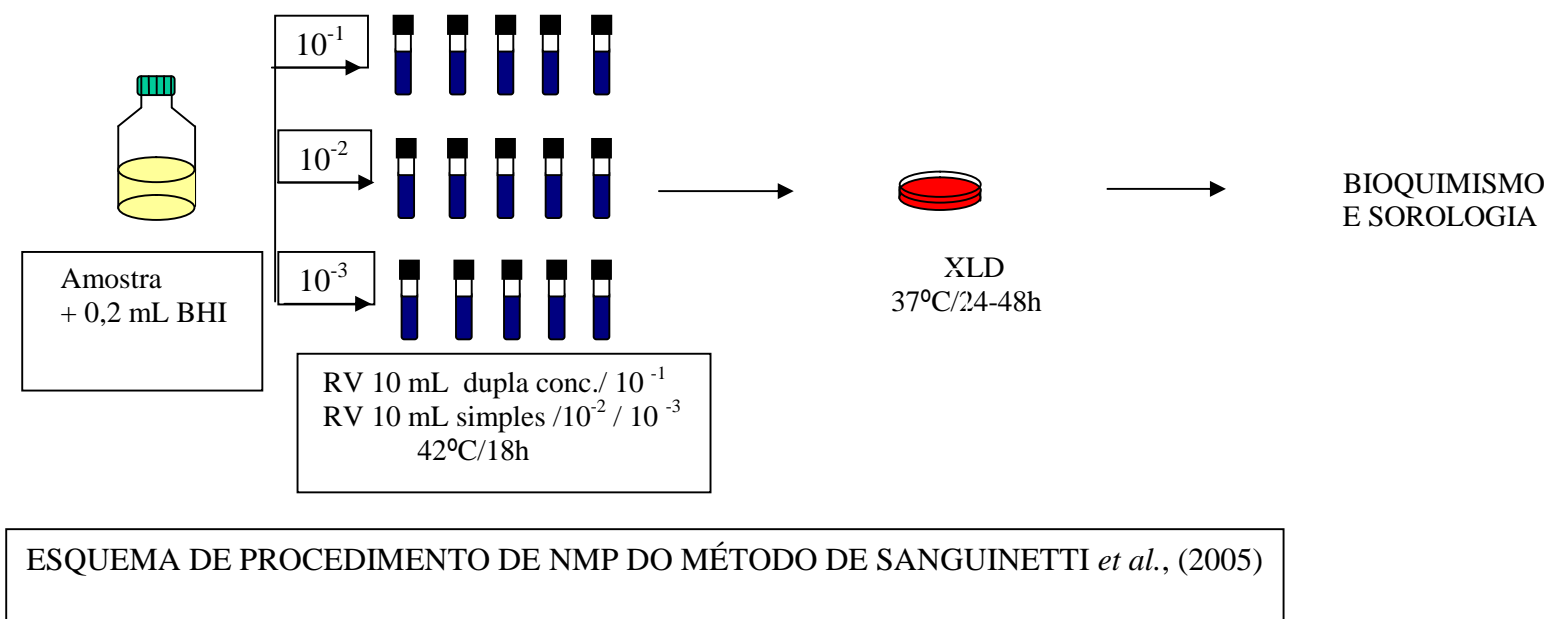 10⁻¹
10⁻²
10⁻³
Amostra
+ 0,2 mL BHI
RV 10 mL dupla conc./ 10 ⁻¹
RV 10 mL simples /10⁻² / 10 ⁻³
42⁰C/18h
XLD
37⁰C/24-48h
BIOQUIMISMO
E SOROLOGIA
ESQUEMA DE PROCEDIMENTO DE NMP DO MÉTODO DE SANGUINETTI et al., (2005)